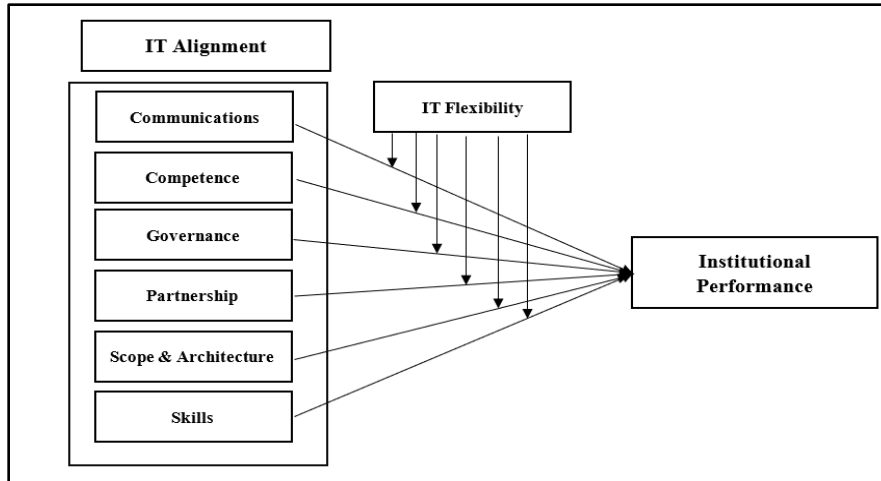 IT Alignment
Communications
Competence
Governance
Partnership
Scope & Architecture
Skills
IT Flexibility
Institutional
Performance